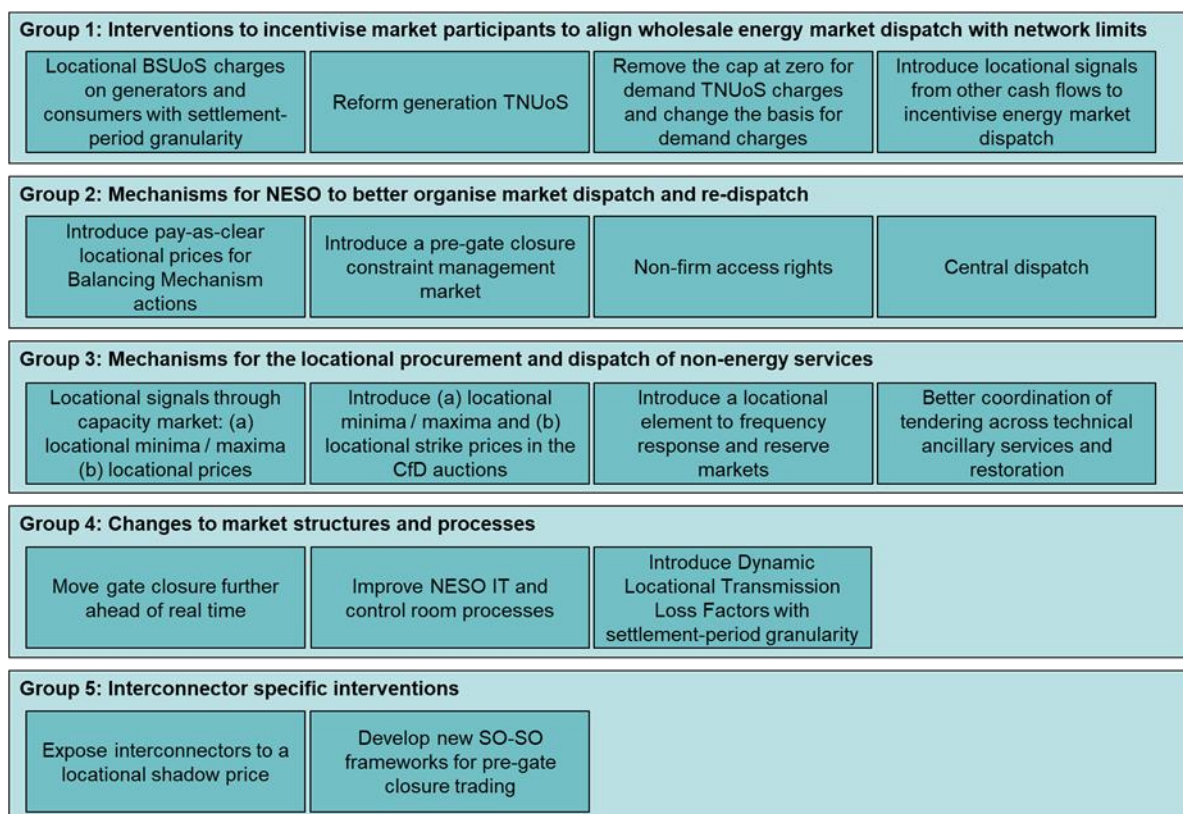 Group 1: Interventions to incentivise market participants to align wholesale energy market dispatch with network limits
Locational BSUoS charges
on generators and
consumers with settlement-
period granularity
Reform generation TNUoS
Remove the cap at zero for
demand TNUoS charges
and change the basis for
demand charges
Introduce locational signals
from other cash flows to
incentivise energy market
dispatch
Group 2: Mechanisms for NESO to better organise market dispatch and re-dispatch
Introduce pay-as-clear
locational prices for
Balancing Mechanism
actions
Introduce a pre-gate closure
constraint management
market
Non-firm access rights
Central dispatch
Group 3: Mechanisms for the locational procurement and dispatch of non-energy services
Locational signals through
capacity market: (a)
locational minima / maxima
(b) locational prices
Introduce (a) locational
minima / maxima and (b)
locational strike prices in the
CfD auctions
Introduce a locational
element to frequency
response and reserve
markets
Better coordination of
tendering across technical
ancillary services and
restoration
Group 4: Changes to market structures and processes
Move gate closure further
ahead of real time
Improve NESO IT and
control room processes
Introduce Dynamic
Locational Transmission
Loss Factors with
settlement-period granularity
Group 5: Interconnector specific interventions
Expose interconnectors to a
locational shadow price
Develop new SO-SO
frameworks for pre-gate
closure trading